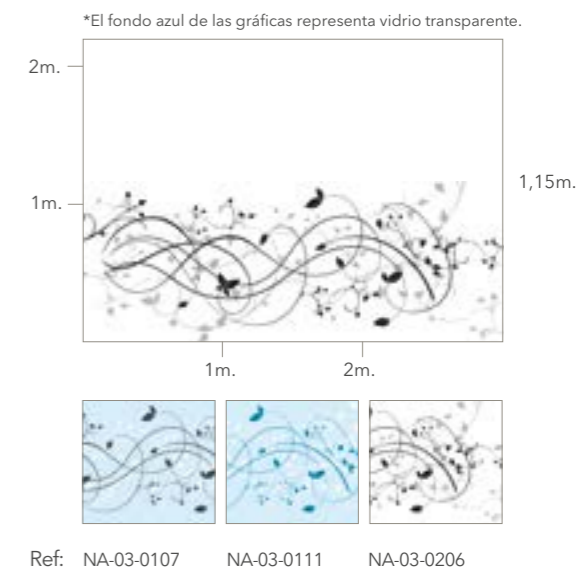 *El fondo azul de las gráficas representa vidrio transparente.
2m.
1,15m.
1m.
1m. 2m.
Ref: NA-03-0107 NA-03-0111 NA-03-0206